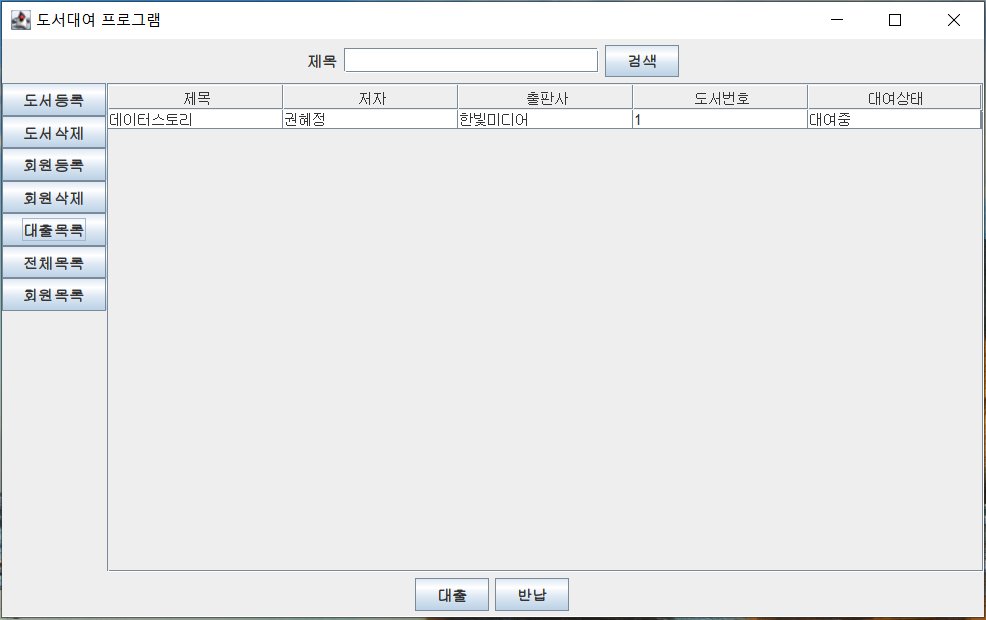 도서대여 프로그램
제목 검색
도서등록
도서삭제
회원등록
회원삭제
대출목록
전체목록
회원목록
제목 저자 출판사 도서번호 대여상태
데이터스토리 권혜정 한빛미디어 1 대여중
대출 반납